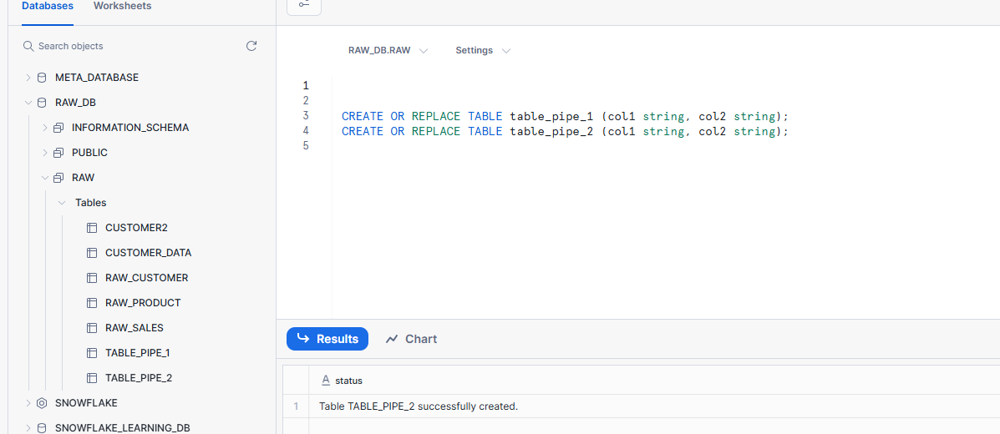 Databases Worksheets
Search objects
META_DATABASE
RAW_DB
INFORMATION_SCHEMA
PUBLIC
RAW
Tables
CUSTOMER2
CUSTOMER_DATA
RAW_CUSTOMER
RAW_PRODUCT
RAW_SALES
TABLE_PIPE_1
TABLE_PIPE_2
SNOWFLAKE
SNOWFLAKE_LEARNING_DB
RAW_DB.RAW Settings
1
2
3 CREATE OR REPLACE TABLE table_pipe_1 (col1 string, col2 string);
4 CREATE OR REPLACE TABLE table_pipe_2 (col1 string, col2 string);
5
Results Chart
A status
1 Table TABLE_PIPE_2 successfully created.